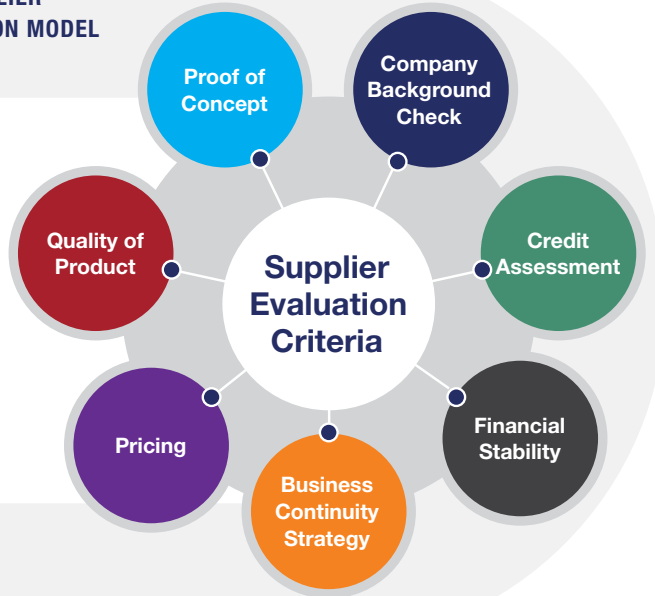 ON MODEL
Proof of
Concept
Company
Background
Check
Quality of
Product
Supplier
Evaluation
Criteria
Credit
Assessment
Pricing
Financial
Stability
Business
Continuity
Strategy